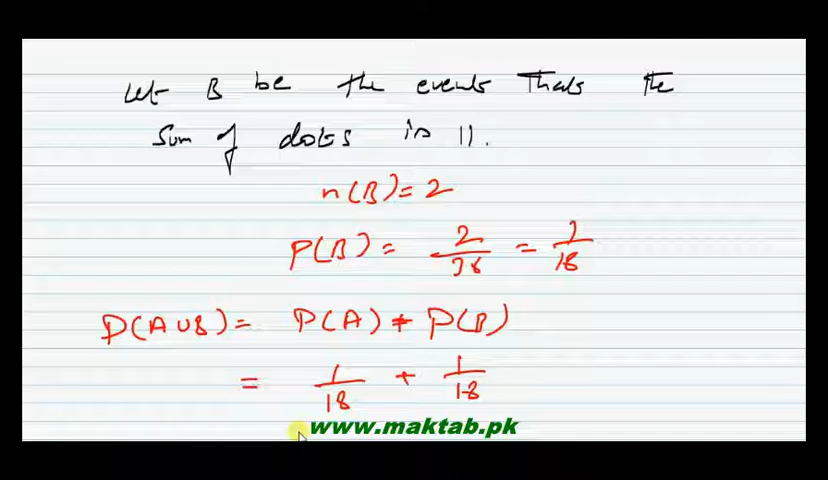 Let B be the events thats the
Sum of dots is 11.
n(B) = 2
P(B) = 2/36 = 1/18
P(A∪B) = P(A) + P(B)
= 1/18 + 1/18
www.maktab.pk